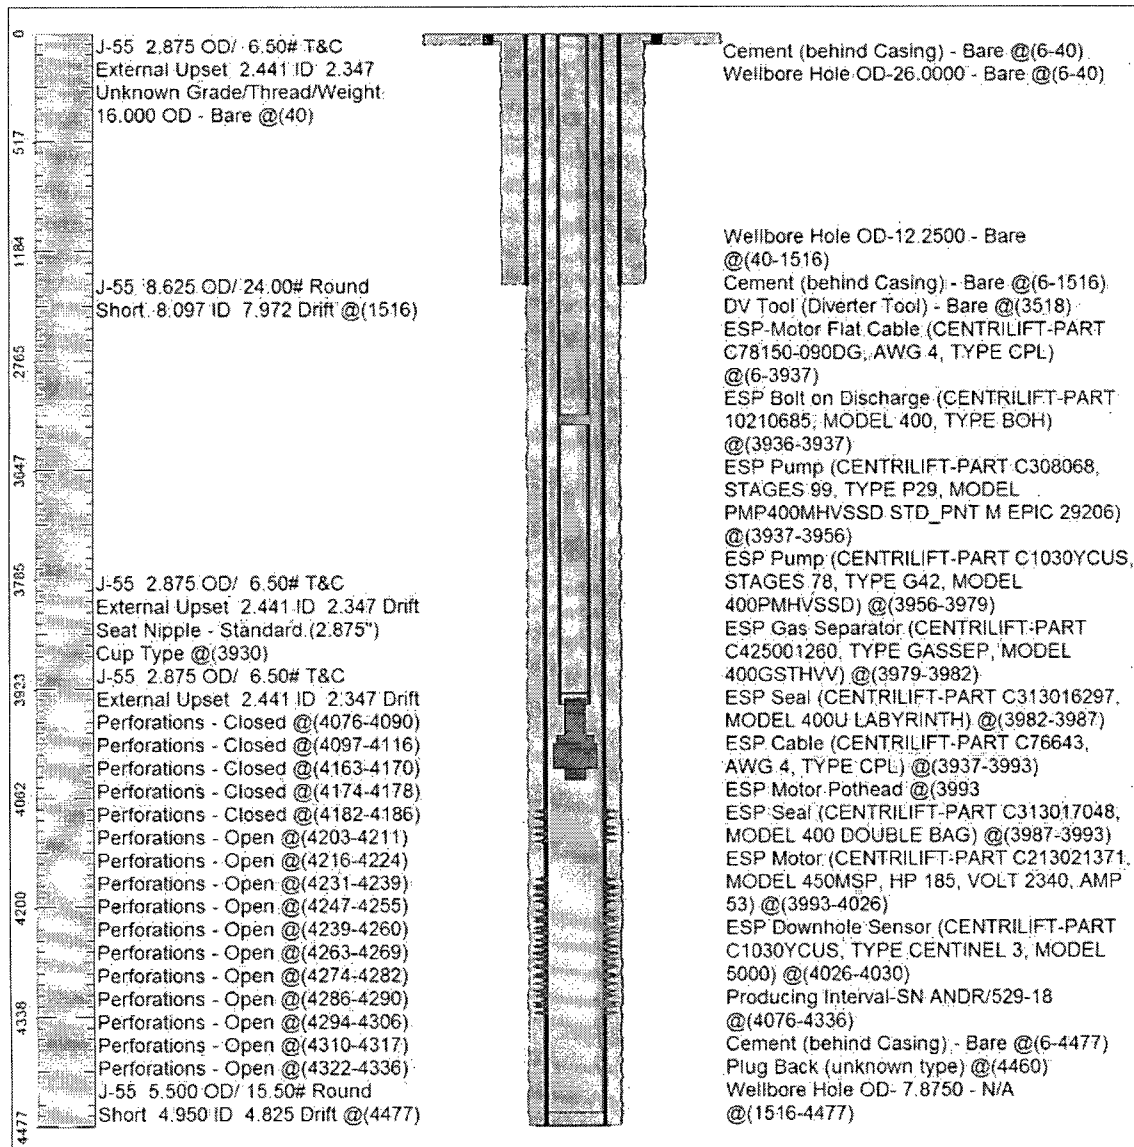 0
517
1184
2765
3647
3785
3923
4062
4200
4338
4477
J-55 2.875 OD/ 6.50# T&C
External Upset 2.441 ID 2.347
Unknown Grade/Thread/Weight
16.000 OD - Bare @(40)
J-55 8.625 OD/ 24.00# Round
Short 8.097 ID 7.972 Drift @(1516)
J-55 2.875 OD/ 6.50# T&C
External Upset 2.441 ID 2.347 Drift
Seat Nipple - Standard (2.875")
Cup Type @(3930)
J-55 2.875 OD/ 6.50# T&C
External Upset 2.441 ID 2.347 Drift
Perforations - Closed @(4076-4090)
Perforations - Closed @(4097-4116)
Perforations - Closed @(4163-4170)
Perforations - Closed @(4174-4178)
Perforations - Closed @(4182-4186)
Perforations - Open @(4203-4211)
Perforations - Open @(4216-4224)
Perforations - Open @(4231-4239)
Perforations - Open @(4247-4255)
Perforations - Open @(4239-4260)
Perforations - Open @(4263-4269)
Perforations - Open @(4274-4282)
Perforations - Open @(4286-4290)
Perforations - Open @(4294-4306)
Perforations - Open @(4310-4317)
Perforations - Open @(4322-4336)
J-55 5.500 OD/ 15.50# Round
Short 4.950 ID 4.825 Drift @(4477)
Cement (behind Casing) - Bare @(6-40)
Wellbore Hole OD-26.0000 - Bare @(6-40)
Wellbore Hole OD-12.2500 - Bare
@(40-1516)
Cement (behind Casing) - Bare @(6-1516)
DV Tool (Diverter Tool) - Bare @(3518)
ESP-Motor Flat Cable (CENTRILIFT-PART
C78150-090DG, AWG 4, TYPE CPL)
@(6-3937)
ESP Bolt on Discharge (CENTRILIFT-PART
10210685, MODEL 400, TYPE BOH)
@(3936-3937)
ESP Pump (CENTRILIFT-PART C308068,
STAGES 99, TYPE P29, MODEL
PMP400MHVSSD STD_PNT M EPIC 29206)
@(3937-3956)
ESP Pump (CENTRILIFT-PART C1030YCUS,
STAGES 78, TYPE G42, MODEL
400PMHVSSD) @(3956-3979)
ESP Gas Separator (CENTRILIFT-PART
C425001260, TYPE GASSEP, MODEL
400GSTHVV) @(3979-3982)
ESP Seal (CENTRILIFT-PART C313016297,
MODEL 400U LABYRINTH) @(3982-3987)
ESP Cable (CENTRILIFT-PART C76643,
AWG 4, TYPE CPL) @(3937-3993)
ESP Motor Pothead @(3993
ESP Seal (CENTRILIFT-PART C313017048,
MODEL 400 DOUBLE BAG) @(3987-3993)
ESP Motor (CENTRILIFT-PART C213021371,
MODEL 450MSP, HP 185, VOLT 2340, AMP
53) @(3993-4026)
ESP Downhole Sensor (CENTRILIFT-PART
C1030YCUS, TYPE CENTINEL 3, MODEL
5000) @(4026-4030)
Producing Interval-SN ANDR/529-18
@(4076-4336)
Cement (behind Casing) - Bare @(6-4477)
Plug Back (unknown type) @(4460)
Wellbore Hole OD- 7.8750 - N/A
@(1516-4477)